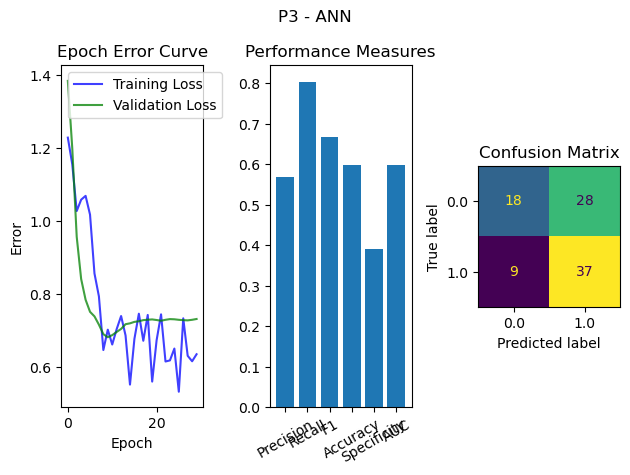 P3 - ANN
Epoch Error Curve
Training Loss
Validation Loss
1.4
1.2
1.0
0.8
0.6
Error
0
20
Epoch
Performance Measures
0.8
0.7
0.6
0.5
0.4
0.3
0.2
0.1
0.0
Precision
Recall
F1
Accuracy
Specificity
AUC
Confusion Matrix
True label
0.0
18
28
1.0
9
37
0.0
1.0
Predicted label